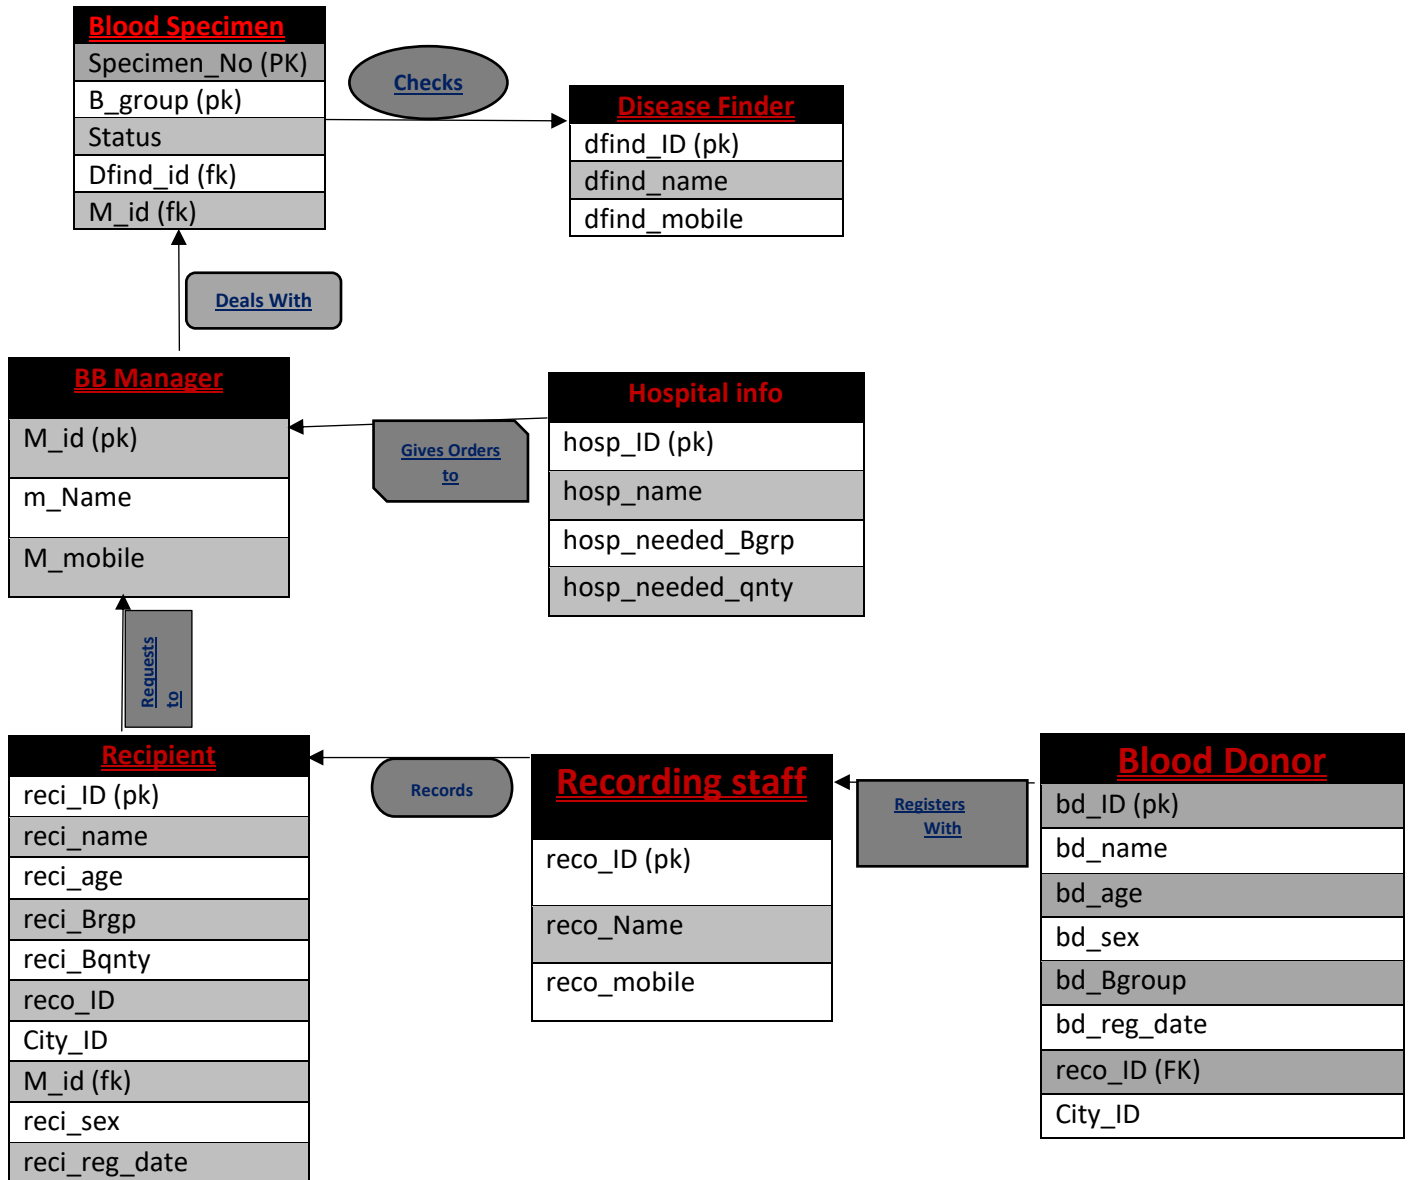 Blood Specimen
Specimen_No (PK)
B_group (pk)
Status
Dfind_id (fk)
M_id (fk)
Checks
Disease Finder
dfind_ID (pk)
dfind_name
dfind_mobile
Deals With
BB Manager
M_id (pk)
m_Name
M_mobile
Gives Orders
to
Hospital info
hosp_ID (pk)
hosp_name
hosp_needed_Bgrp
hosp_needed_qnty
Requests
to
Recipient
reci_ID (pk)
reci_name
reci_age
reci_Brgp
reci_Bqnty
reco_ID
City_ID
M_id (fk)
reci_sex
reci_reg_date
Records
Recording staff
reco_ID (pk)
reco_Name
reco_mobile
Registers
With
Blood Donor
bd_ID (pk)
bd_name
bd_age
bd_sex
bd_Bgroup
bd_reg_date
reco_ID (FK)
City_ID